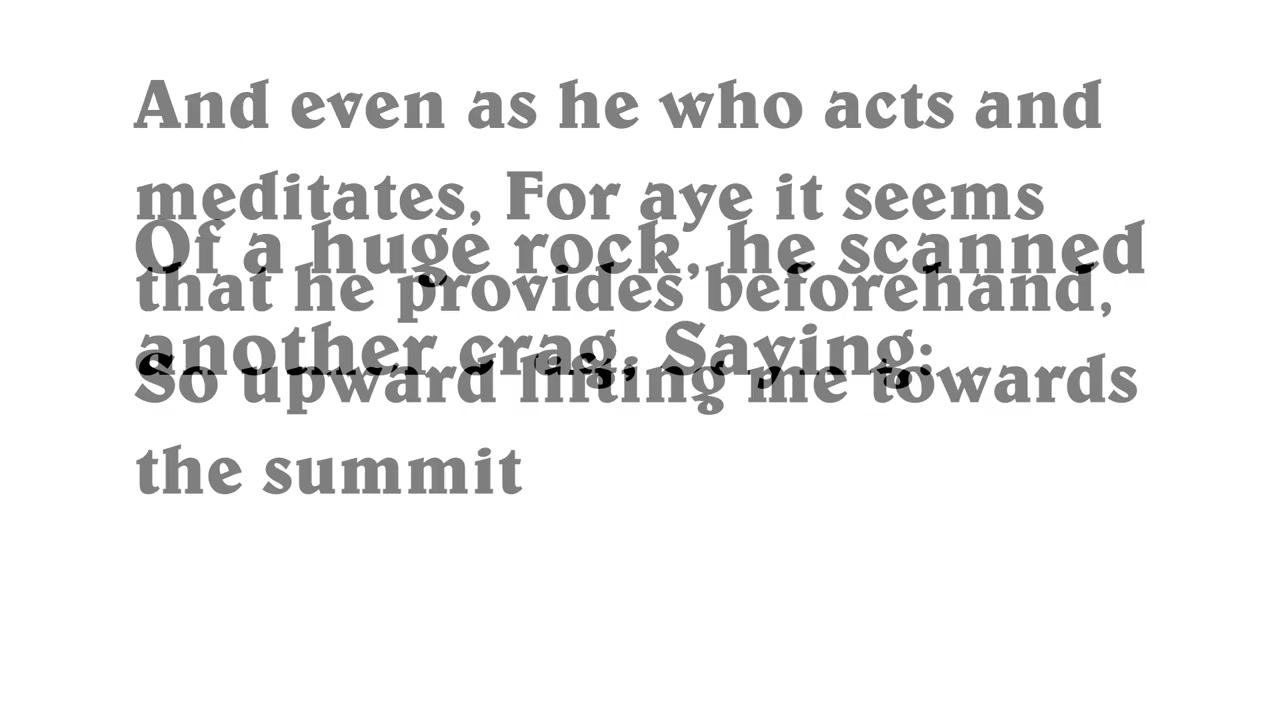 And even as he who acts and
meditates, For aye it seems
that he provides beforehand,
So upward lifting me towards
the summit
Of a huge rock, he scanned
another crag, Saying: